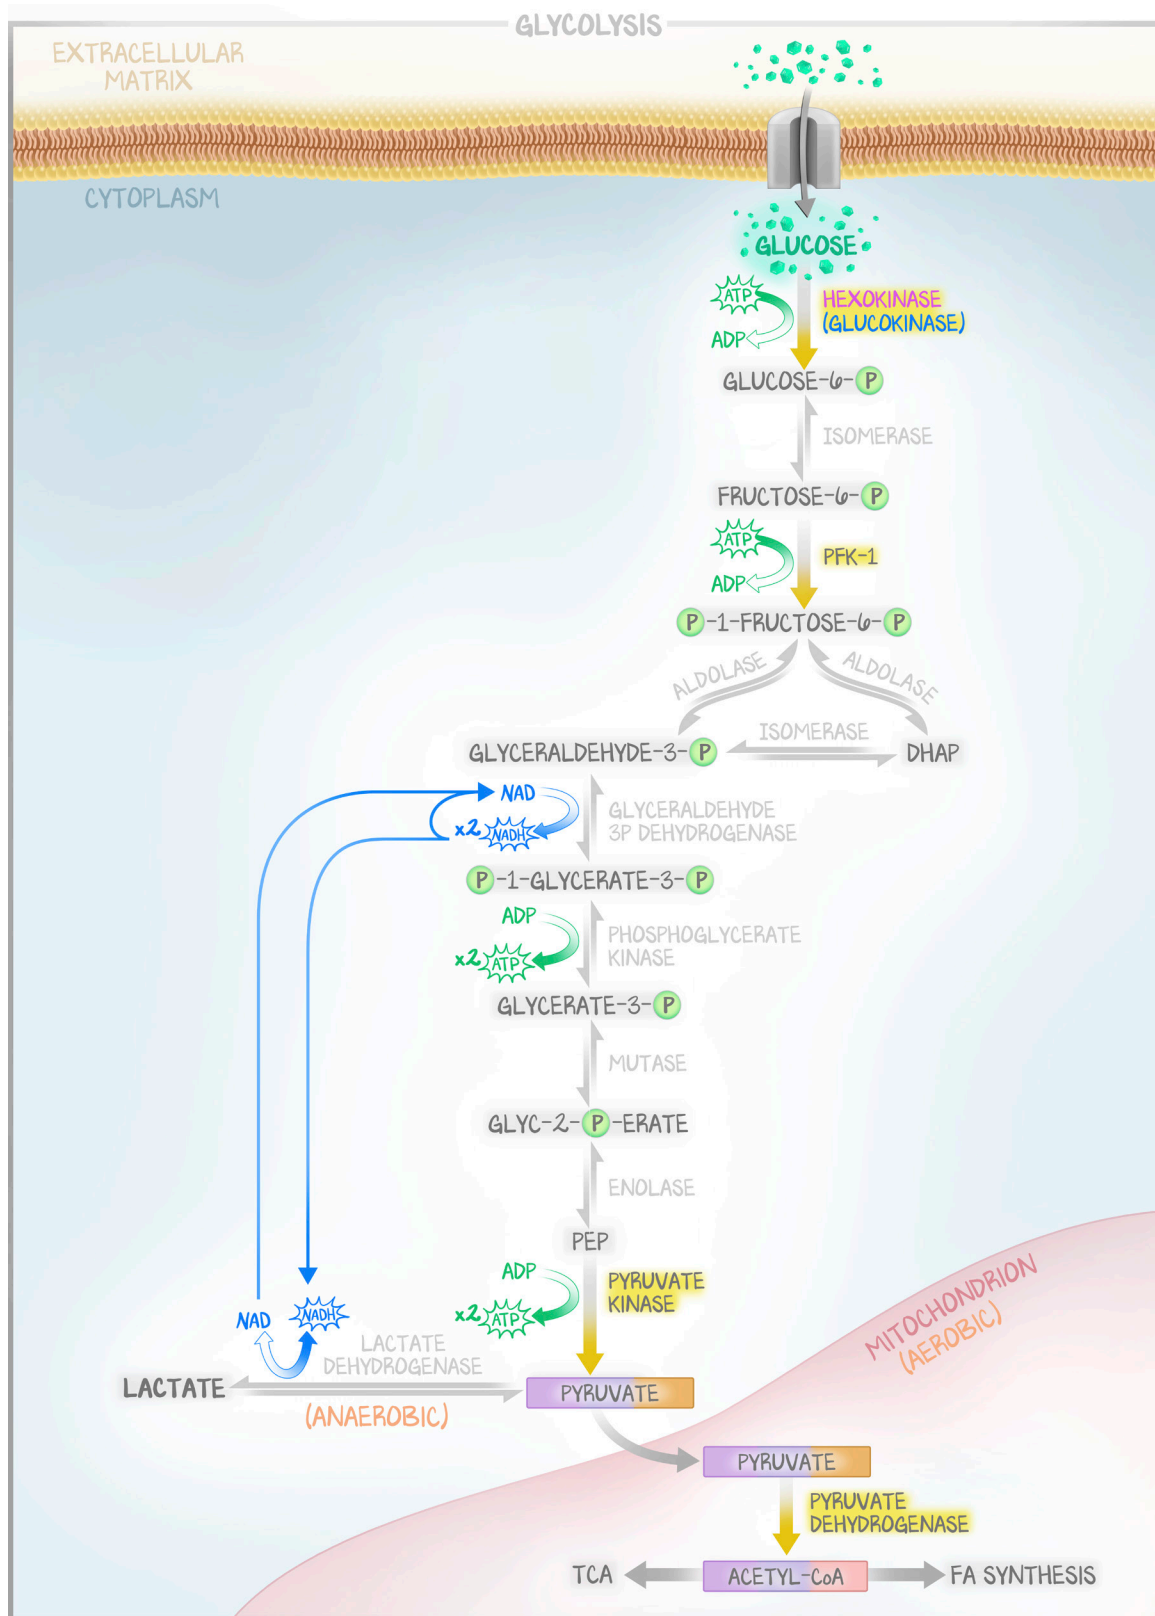 GLYCOLYSIS
EXTRACELLULAR
MATRIX
CYTOPLASM
GLUCOSE
ATP
ADP
HEXOKINASE
(GLUCOKINASE)
GLUCOSE-6-P
ISOMERASE
FRUCTOSE-6-P
ATP
ADP
PFK-1
P-1-FRUCTOSE-6-P
ALDOLASE
ALDOLASE
ISOMERASE
GLYCERALDEHYDE-3-P
DHAP
NAD
x2 NADH
GLYCERALDEHYDE
3P DEHYDROGENASE
P-1-GLYCERATE-3-P
ADP
x2 ATP
PHOSPHOGLYCERATE
KINASE
GLYCERATE-3-P
MUTASE
GLYC-2-P-ERATE
ENOLASE
PEP
ADP
x2 ATP
PYRUVATE
KINASE
NAD
NADH
LACTATE
DEHYDROGENASE
LACTATE
(ANAEROBIC)
PYRUVATE
MITOCHONDRION
(AEROBIC)
PYRUVATE
PYRUVATE
DEHYDROGENASE
TCA
ACETYL-CoA
FA SYNTHESIS